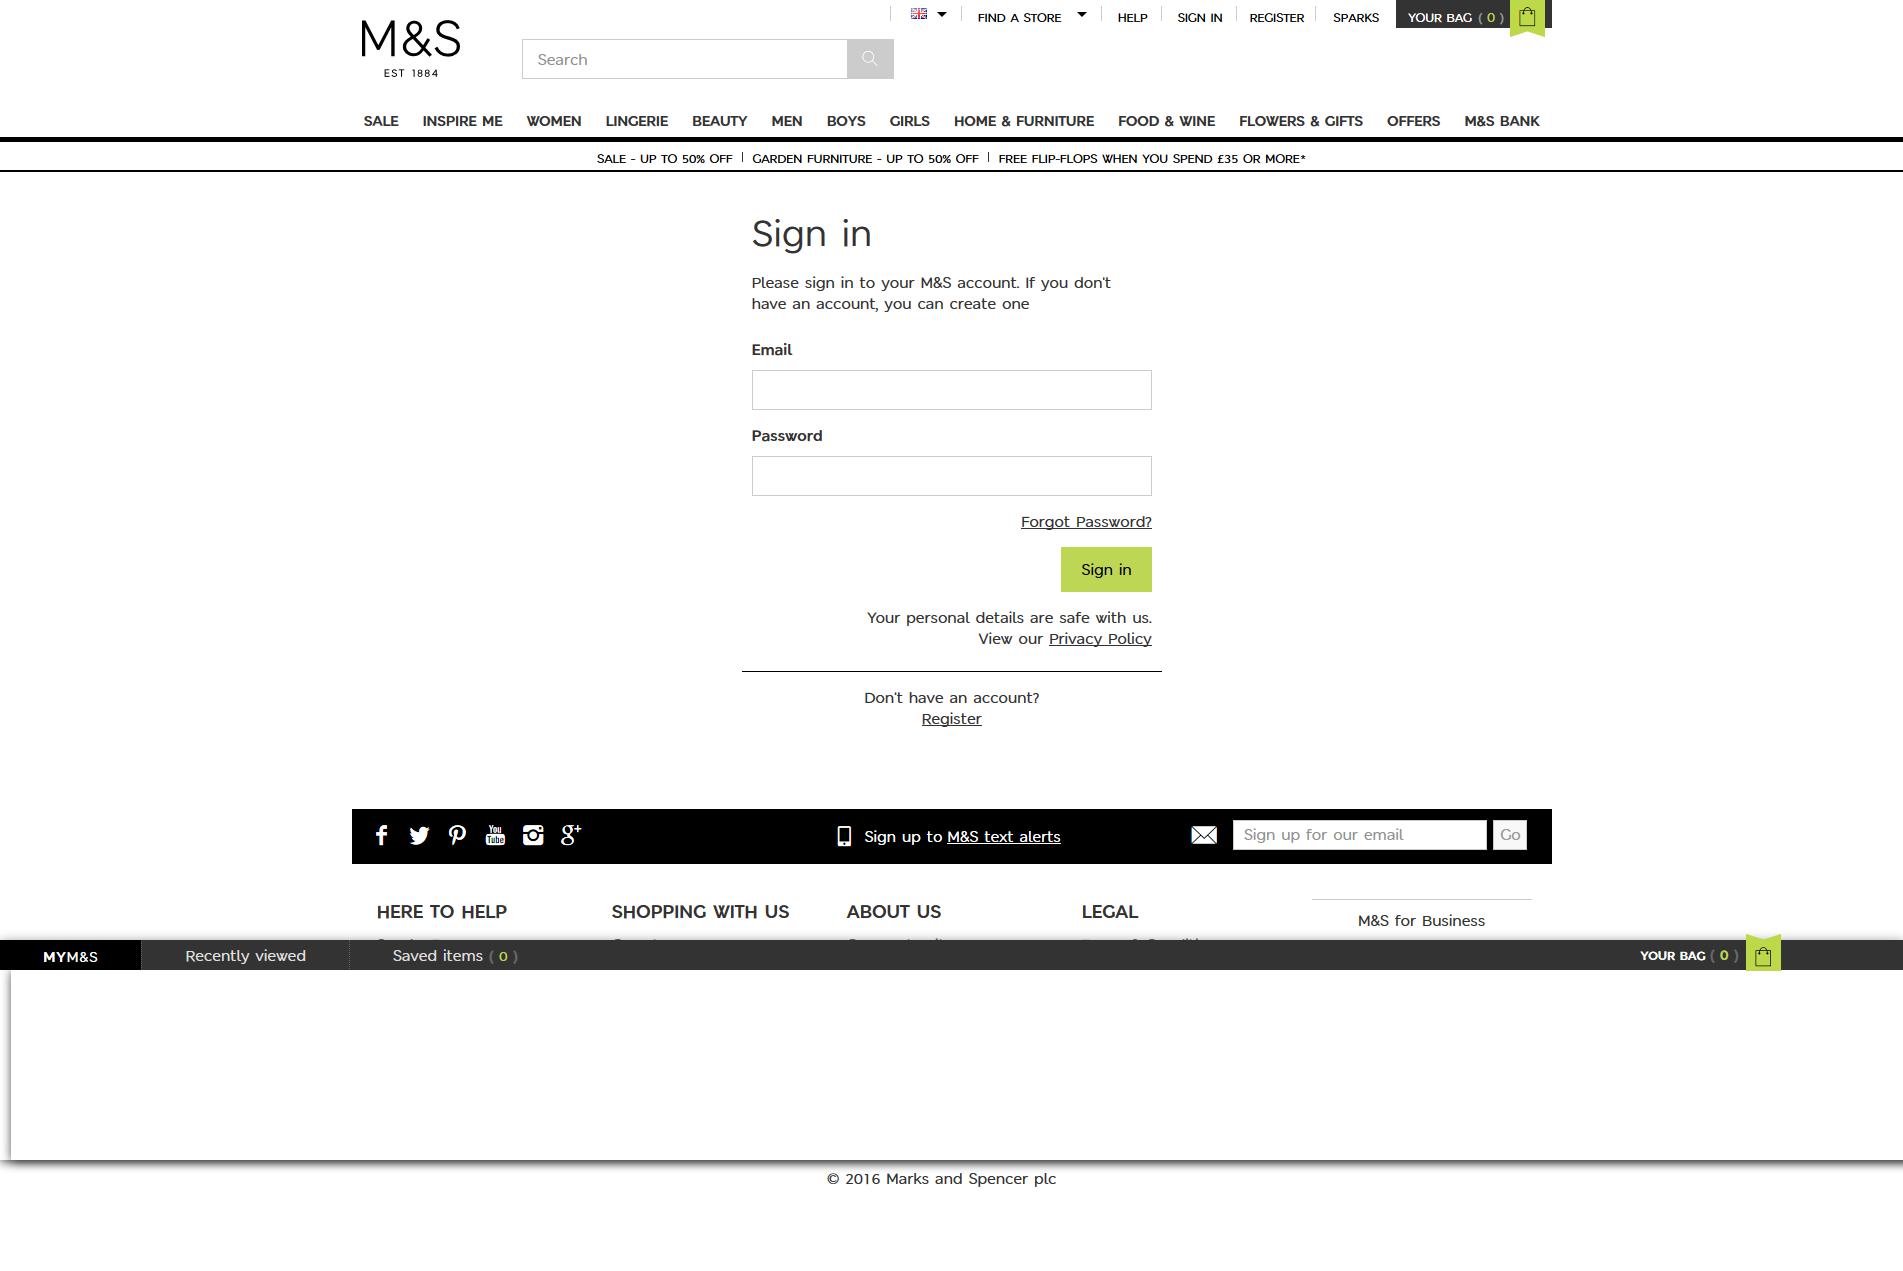 FIND A STORE HELP SIGN IN REGISTER SPARKS YOUR BAG ( 0 )
M&S
EST 1884
Search
SALE INSPIRE ME WOMEN LINGERIE BEAUTY MEN BOYS GIRLS HOME & FURNITURE FOOD & WINE FLOWERS & GIFTS OFFERS M&S BANK
SALE - UP TO 50% OFF | GARDEN FURNITURE - UP TO 50% OFF | FREE FLIP-FLOPS WHEN YOU SPEND £35 OR MORE*
Sign in
Please sign in to your M&S account. If you don't
have an account, you can create one
Email
Password
Forgot Password?
Sign in
Your personal details are safe with us.
View our Privacy Policy
Don't have an account?
Register
You Tube g+ Sign up to M&S text alerts Sign up for our email Go
HERE TO HELP SHOPPING WITH US ABOUT US LEGAL
M&S for Business
MYM&S Recently viewed Saved items ( 0 ) YOUR BAG ( 0 )
© 2016 Marks and Spencer plc